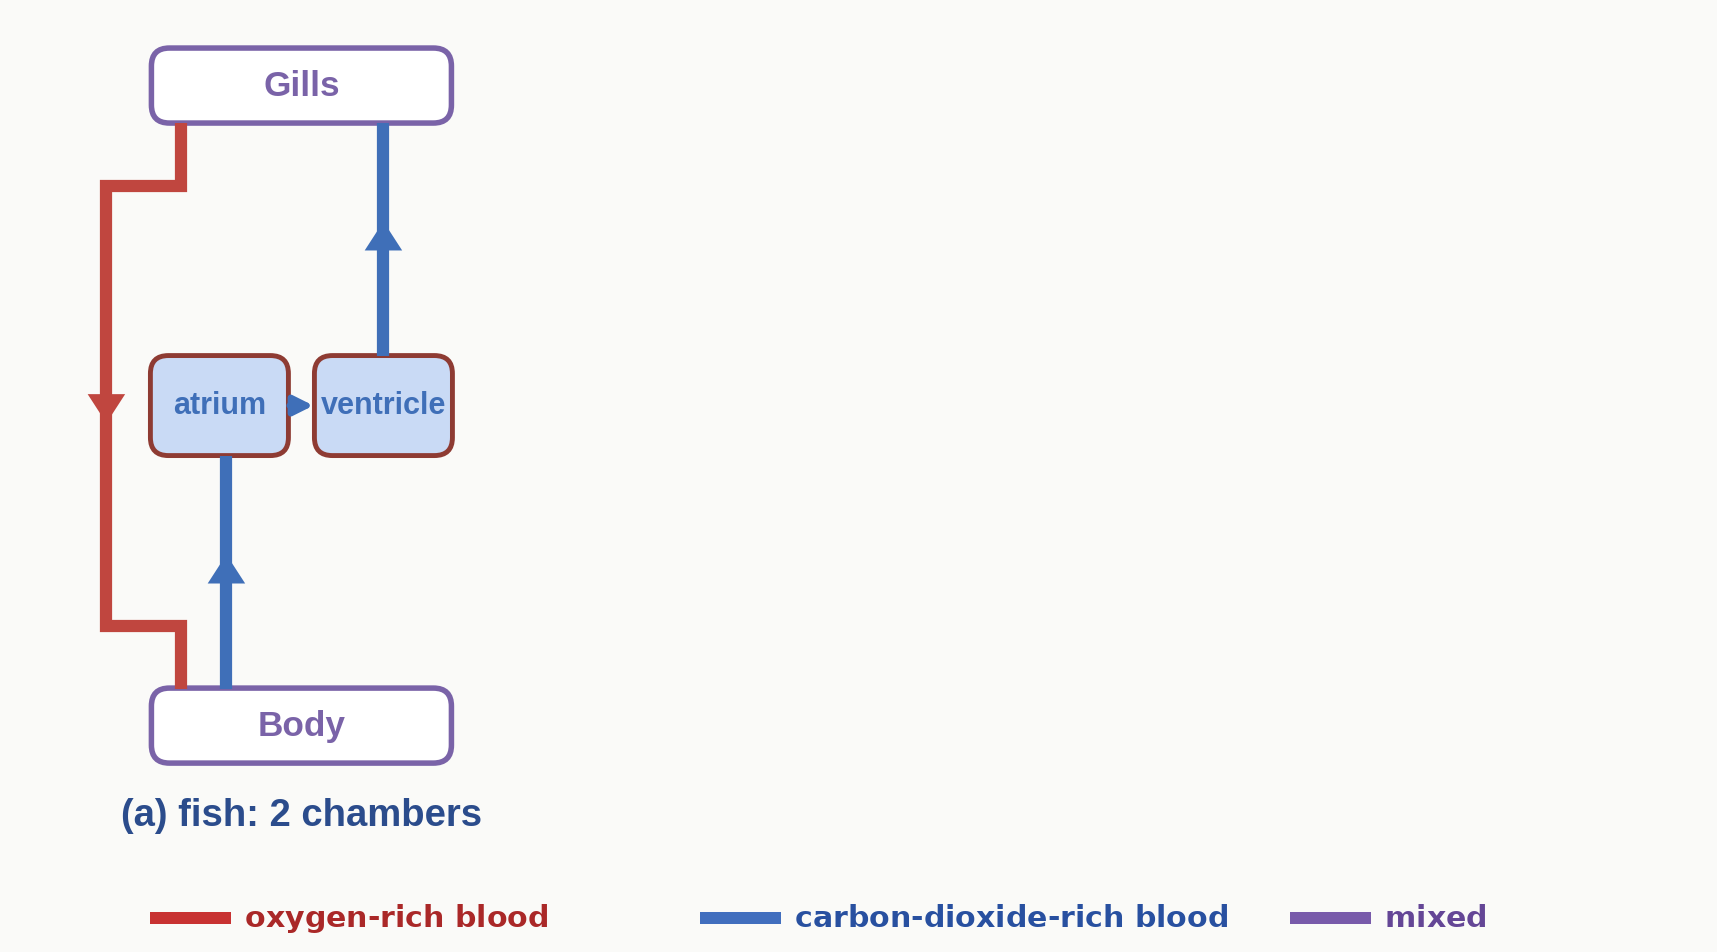 Gills
atrium
ventricle
Body
(a) fish: 2 chambers
oxygen-rich blood
carbon-dioxide-rich blood
mixed